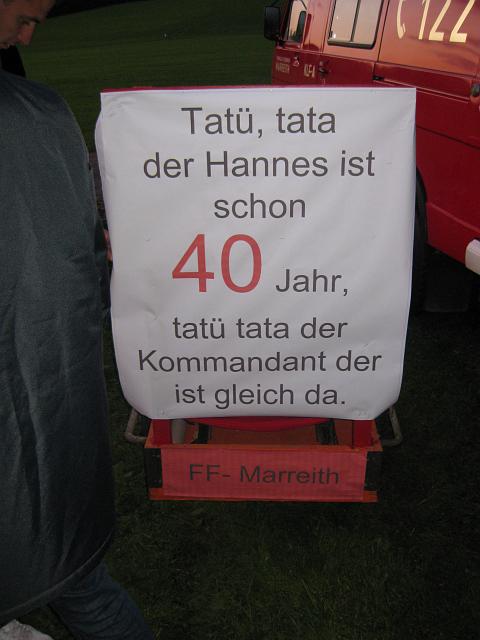 Tatü, tata
der Hannes ist
schon
40 Jahr,
tatü tata der
Kommandant der
ist gleich da.
FF- Marreith
122